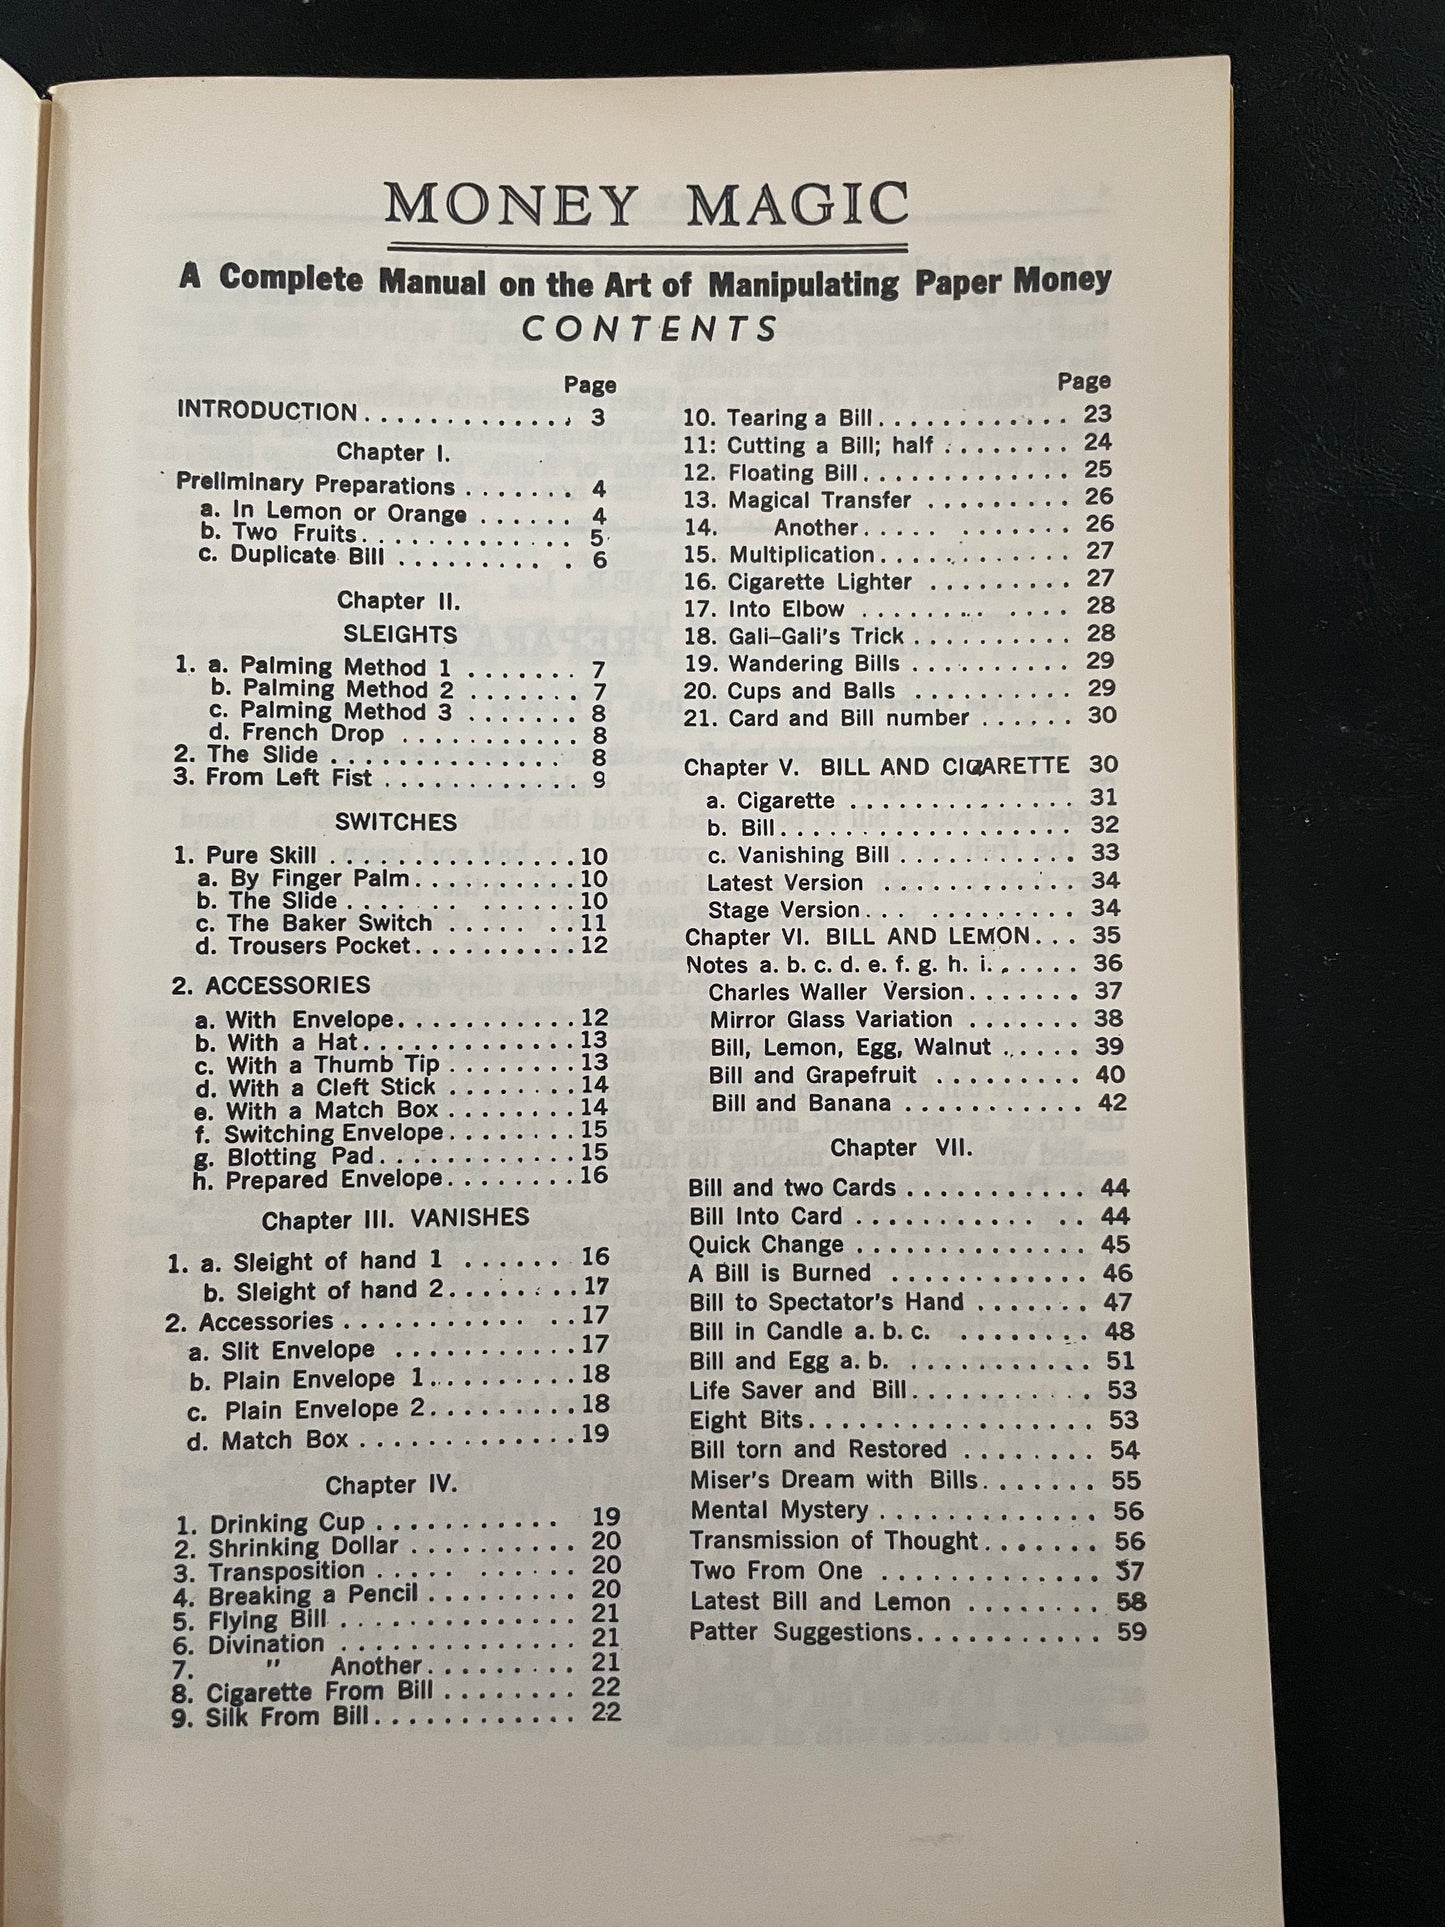 MONEY MAGIC
A Complete Manual on the Art of Manipulating Paper Money
CONTENTS
Page
INTRODUCTION . . . . . . . . . . . . . 3
Chapter I.
Preliminary Preparations . . . . . . . 4
a. In Lemon or Orange . . . . . . 4
b. Two Fruits. . . . . . . . . . . . 5
c. Duplicate Bill . . . . . . . . . . 6
Chapter II.
SLEIGHTS
1. a. Palming Method 1 . . . . . . . 7
b. Palming Method 2 . . . . . . . 7
c. Palming Method 3 . . . . . . . 8
d. French Drop . . . . . . . . . . . 8
2. The Slide . . . . . . . . . . . . . 8
3. From Left Fist . . . . . . . . . . . 9
SWITCHES
1. Pure Skill . . . . . . . . . . . . . 10
a. By Finger Palm. . . . . . . . . 10
b. The Slide . . . . . . . . . . . . 10
c. The Baker Switch . . . . . . . 11
d. Trousers Pocket. . . . . . . . . 12
2. ACCESSORIES
a. With Envelope. . . . . . . . . . 12
b. With a Hat. . . . . . . . . . . . 13
c. With a Thumb Tip . . . . . . . 13
d. With a Cleft Stick . . . . . . . 14
e. With a Match Box . . . . . . . 14
f. Switching Envelope. . . . . . . 15
g. Blotting Pad. . . . . . . . . . . 15
h. Prepared Envelope. . . . . . . 16
Chapter III. VANISHES
1. a. Sleight of hand 1 . . . . . . 16
b. Sleight of hand 2. . . . . . . 17
2. Accessories . . . . . . . . . . . 17
a. Slit Envelope . . . . . . . . . . 17
b. Plain Envelope 1. . . . . . . . 18
c. Plain Envelope 2. . . . . . . . 18
d. Match Box . . . . . . . . . . . . 19
Chapter IV.
1. Drinking Cup . . . . . . . . . . . 19
2. Shrinking Dollar . . . . . . . . . 20
3. Transposition . . . . . . . . . . . 20
4. Breaking a Pencil . . . . . . . . 20
5. Flying Bill . . . . . . . . . . . . . 21
6. Divination . . . . . . . . . . . . . 21
7. " Another. . . . . . . . . 21
8. Cigarette From Bill . . . . . . . . 22
9. Silk From Bill. . . . . . . . . . . . 22
Page
10. Tearing a Bill. . . . . . . . . . . . 23
11: Cutting a Bill; half . . . . . . . . 24
12. Floating Bill. . . . . . . . . . . . . 25
13. Magical Transfer . . . . . . . . . 26
14. Another. . . . . . . . . . . . 26
15. Multiplication. . . . . . . . . . . . 27
16. Cigarette Lighter . . . . . . . . . 27
17. Into Elbow . . . . . . . . . . . . 28
18. Gali-Gali's Trick . . . . . . . . . . 28
19. Wandering Bills . . . . . . . . . . 29
20. Cups and Balls . . . . . . . . . . 29
21. Card and Bill number . . . . . . 30
Chapter V. BILL AND CIGARETTE 30
a. Cigarette . . . . . . . . . . . . . 31
b. Bill. . . . . . . . . . . . . . . . . 32
c. Vanishing Bill . . . . . . . . . . 33
Latest Version . . . . . . . . . . 34
Stage Version. . . . . . . . . . . 34
Chapter VI. BILL AND LEMON. . . 35
Notes a. b. c. d. e. f. g. h. i. . . . . . 36
Charles Waller Version. . . . . . . 37
Mirror Glass Variation . . . . . . . 38
Bill, Lemon, Egg, Walnut . . . . . 39
Bill and Grapefruit . . . . . . . . . 40
Bill and Banana . . . . . . . . . . . 42
Chapter VII.
Bill and two Cards . . . . . . . . . . . 44
Bill Into Card . . . . . . . . . . . . . 44
Quick Change . . . . . . . . . . . . . . 45
A Bill is Burned . . . . . . . . . . . . 46
Bill to Spectator's Hand . . . . . . . 47
Bill in Candle a. b. c. . . . . . . . . 48
Bill and Egg a. b. . . . . . . . . . . . 51
Life Saver and Bill. . . . . . . . . . . 53
Eight Bits. . . . . . . . . . . . . . . . . 53
Bill torn and Restored . . . . . . . . 54
Miser's Dream with Bills. . . . . . . 55
Mental Mystery . . . . . . . . . . . . . 56
Transmission of Thought. . . . . . . 56
Two From One . . . . . . . . . . . . . 57
Latest Bill and Lemon . . . . . . . . 58
Patter Suggestions. . . . . . . . . . . 59